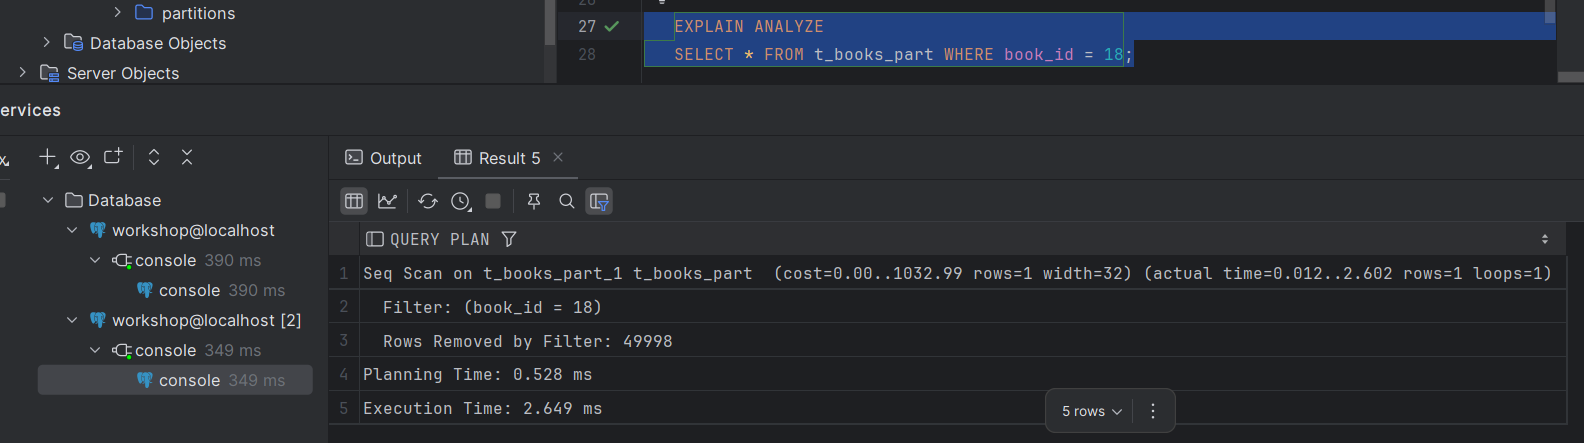 partitions
Database Objects
Server Objects
27 EXPLAIN ANALYZE
28 SELECT * FROM t_books_part WHERE book_id = 18;
ervices
Output
Result 5
Database
workshop@localhost
console 390 ms
console 390 ms
workshop@localhost [2]
console 349 ms
console 349 ms
QUERY PLAN
1 Seq Scan on t_books_part_1 t_books_part  (cost=0.00..1032.99 rows=1 width=32) (actual time=0.012..2.602 rows=1 loops=1)
2 Filter: (book_id = 18)
3 Rows Removed by Filter: 49998
4 Planning Time: 0.528 ms
5 Execution Time: 2.649 ms
5 rows